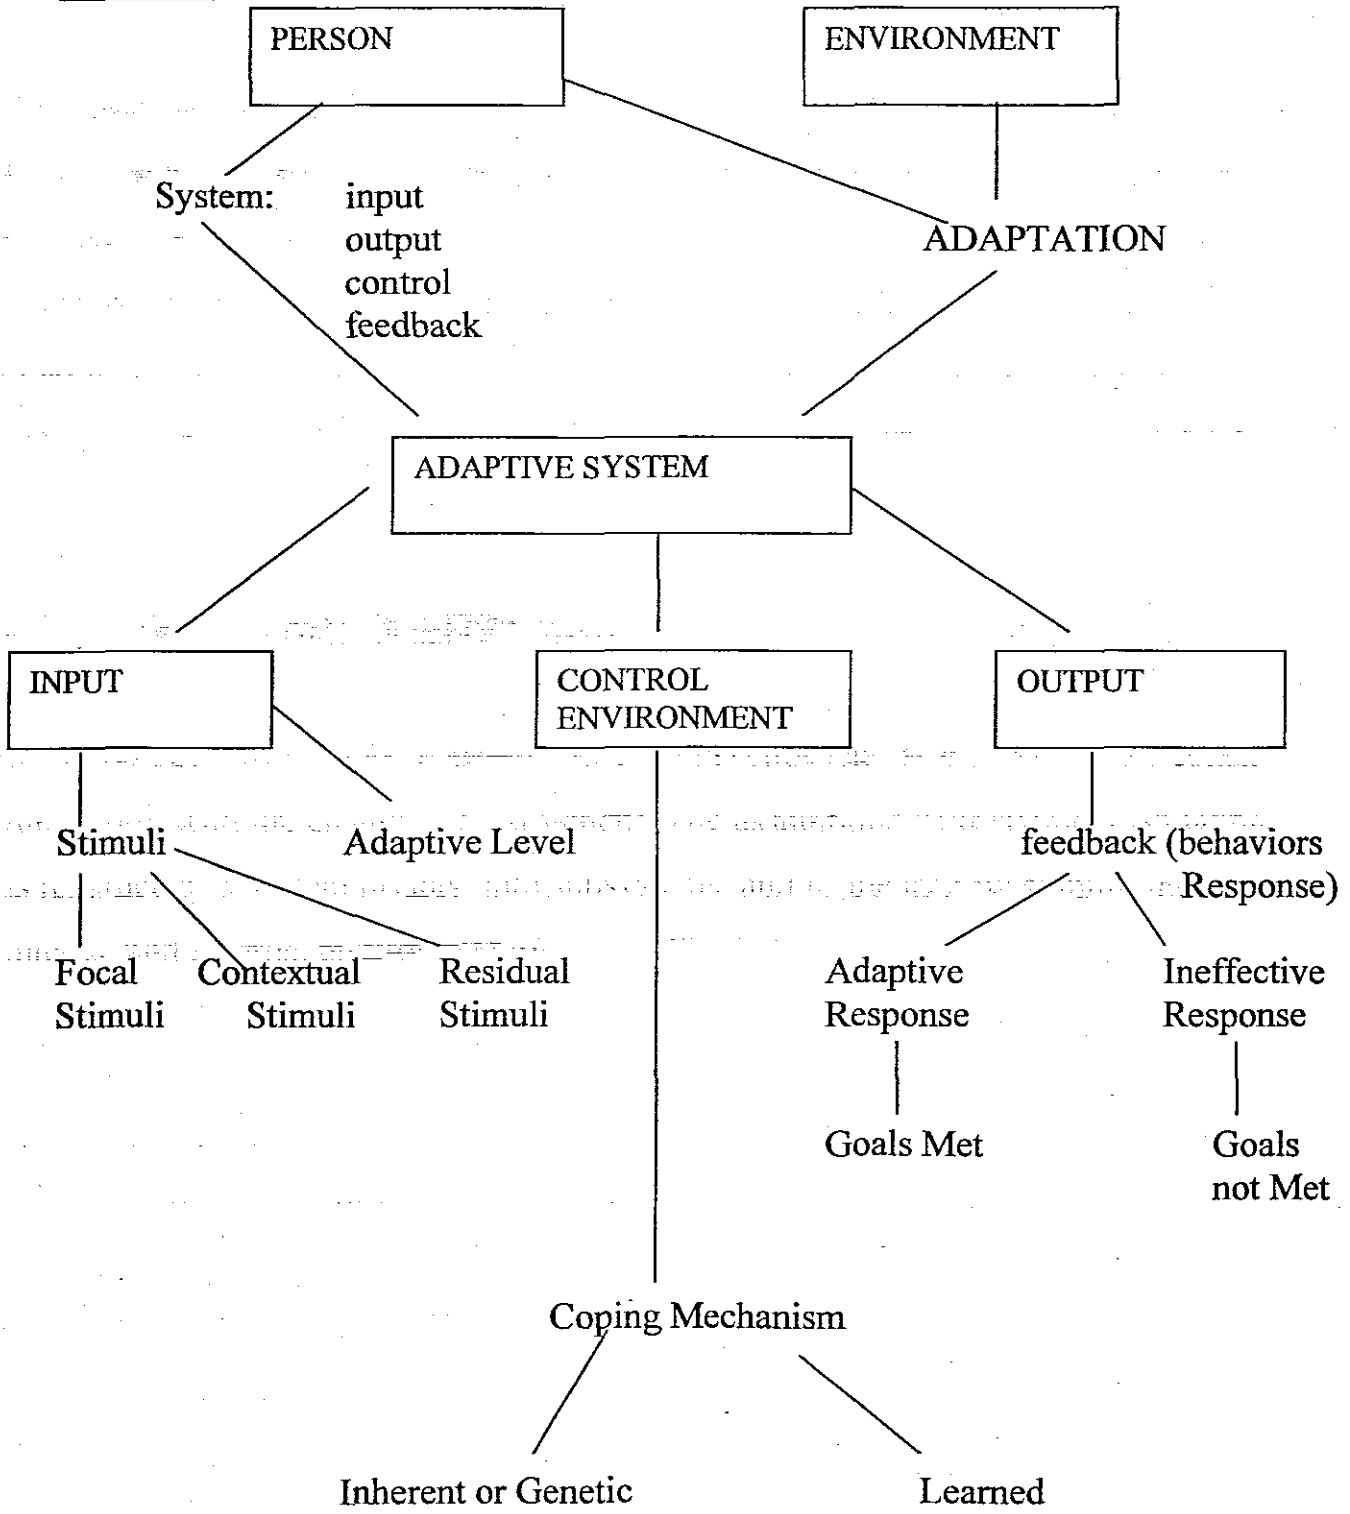 PERSON
ENVIRONMENT
System: input
output
control
feedback
ADAPTATION
ADAPTIVE SYSTEM
INPUT
CONTROL
ENVIRONMENT
OUTPUT
Stimuli
Adaptive Level
feedback (behaviors
Response)
Focal
Stimuli
Contextual
Stimuli
Residual
Stimuli
Adaptive
Response
Ineffective
Response
Goals Met
Goals
not Met
Coping Mechanism
Inherent or Genetic
Learned